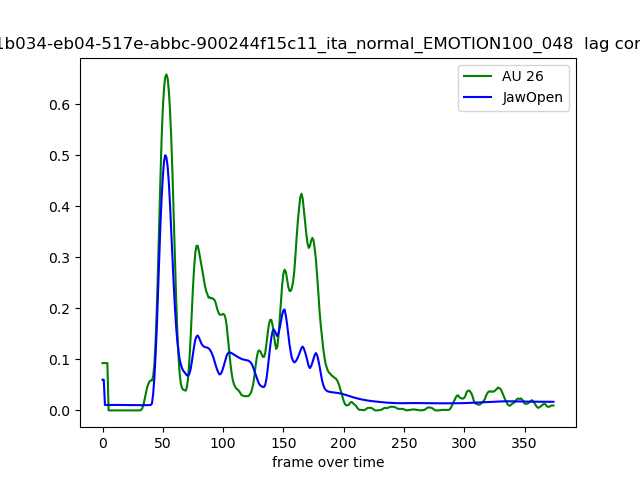 1b034-eb04-517e-abbc-900244f15c11_ita_normal_EMOTION100_048 lag cor
AU 26
JawOpen
0.6
0.5
0.4
0.3
0.2
0.1
0.0
0 50 100 150 200 250 300 350
frame over time